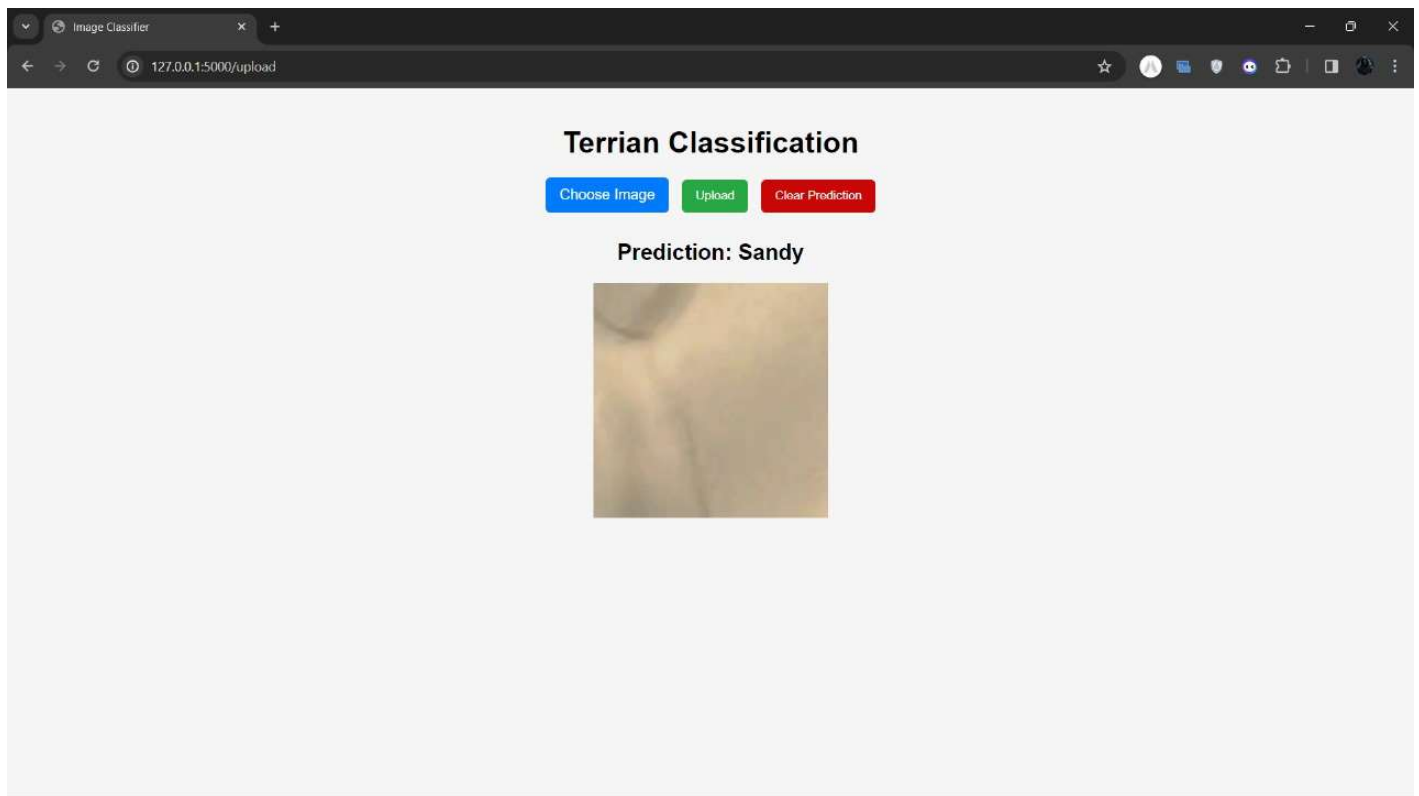 Image Classifier
127.0.0.1:5000/upload
Terrian Classification
Choose Image Upload Clear Prediction
Prediction: Sandy